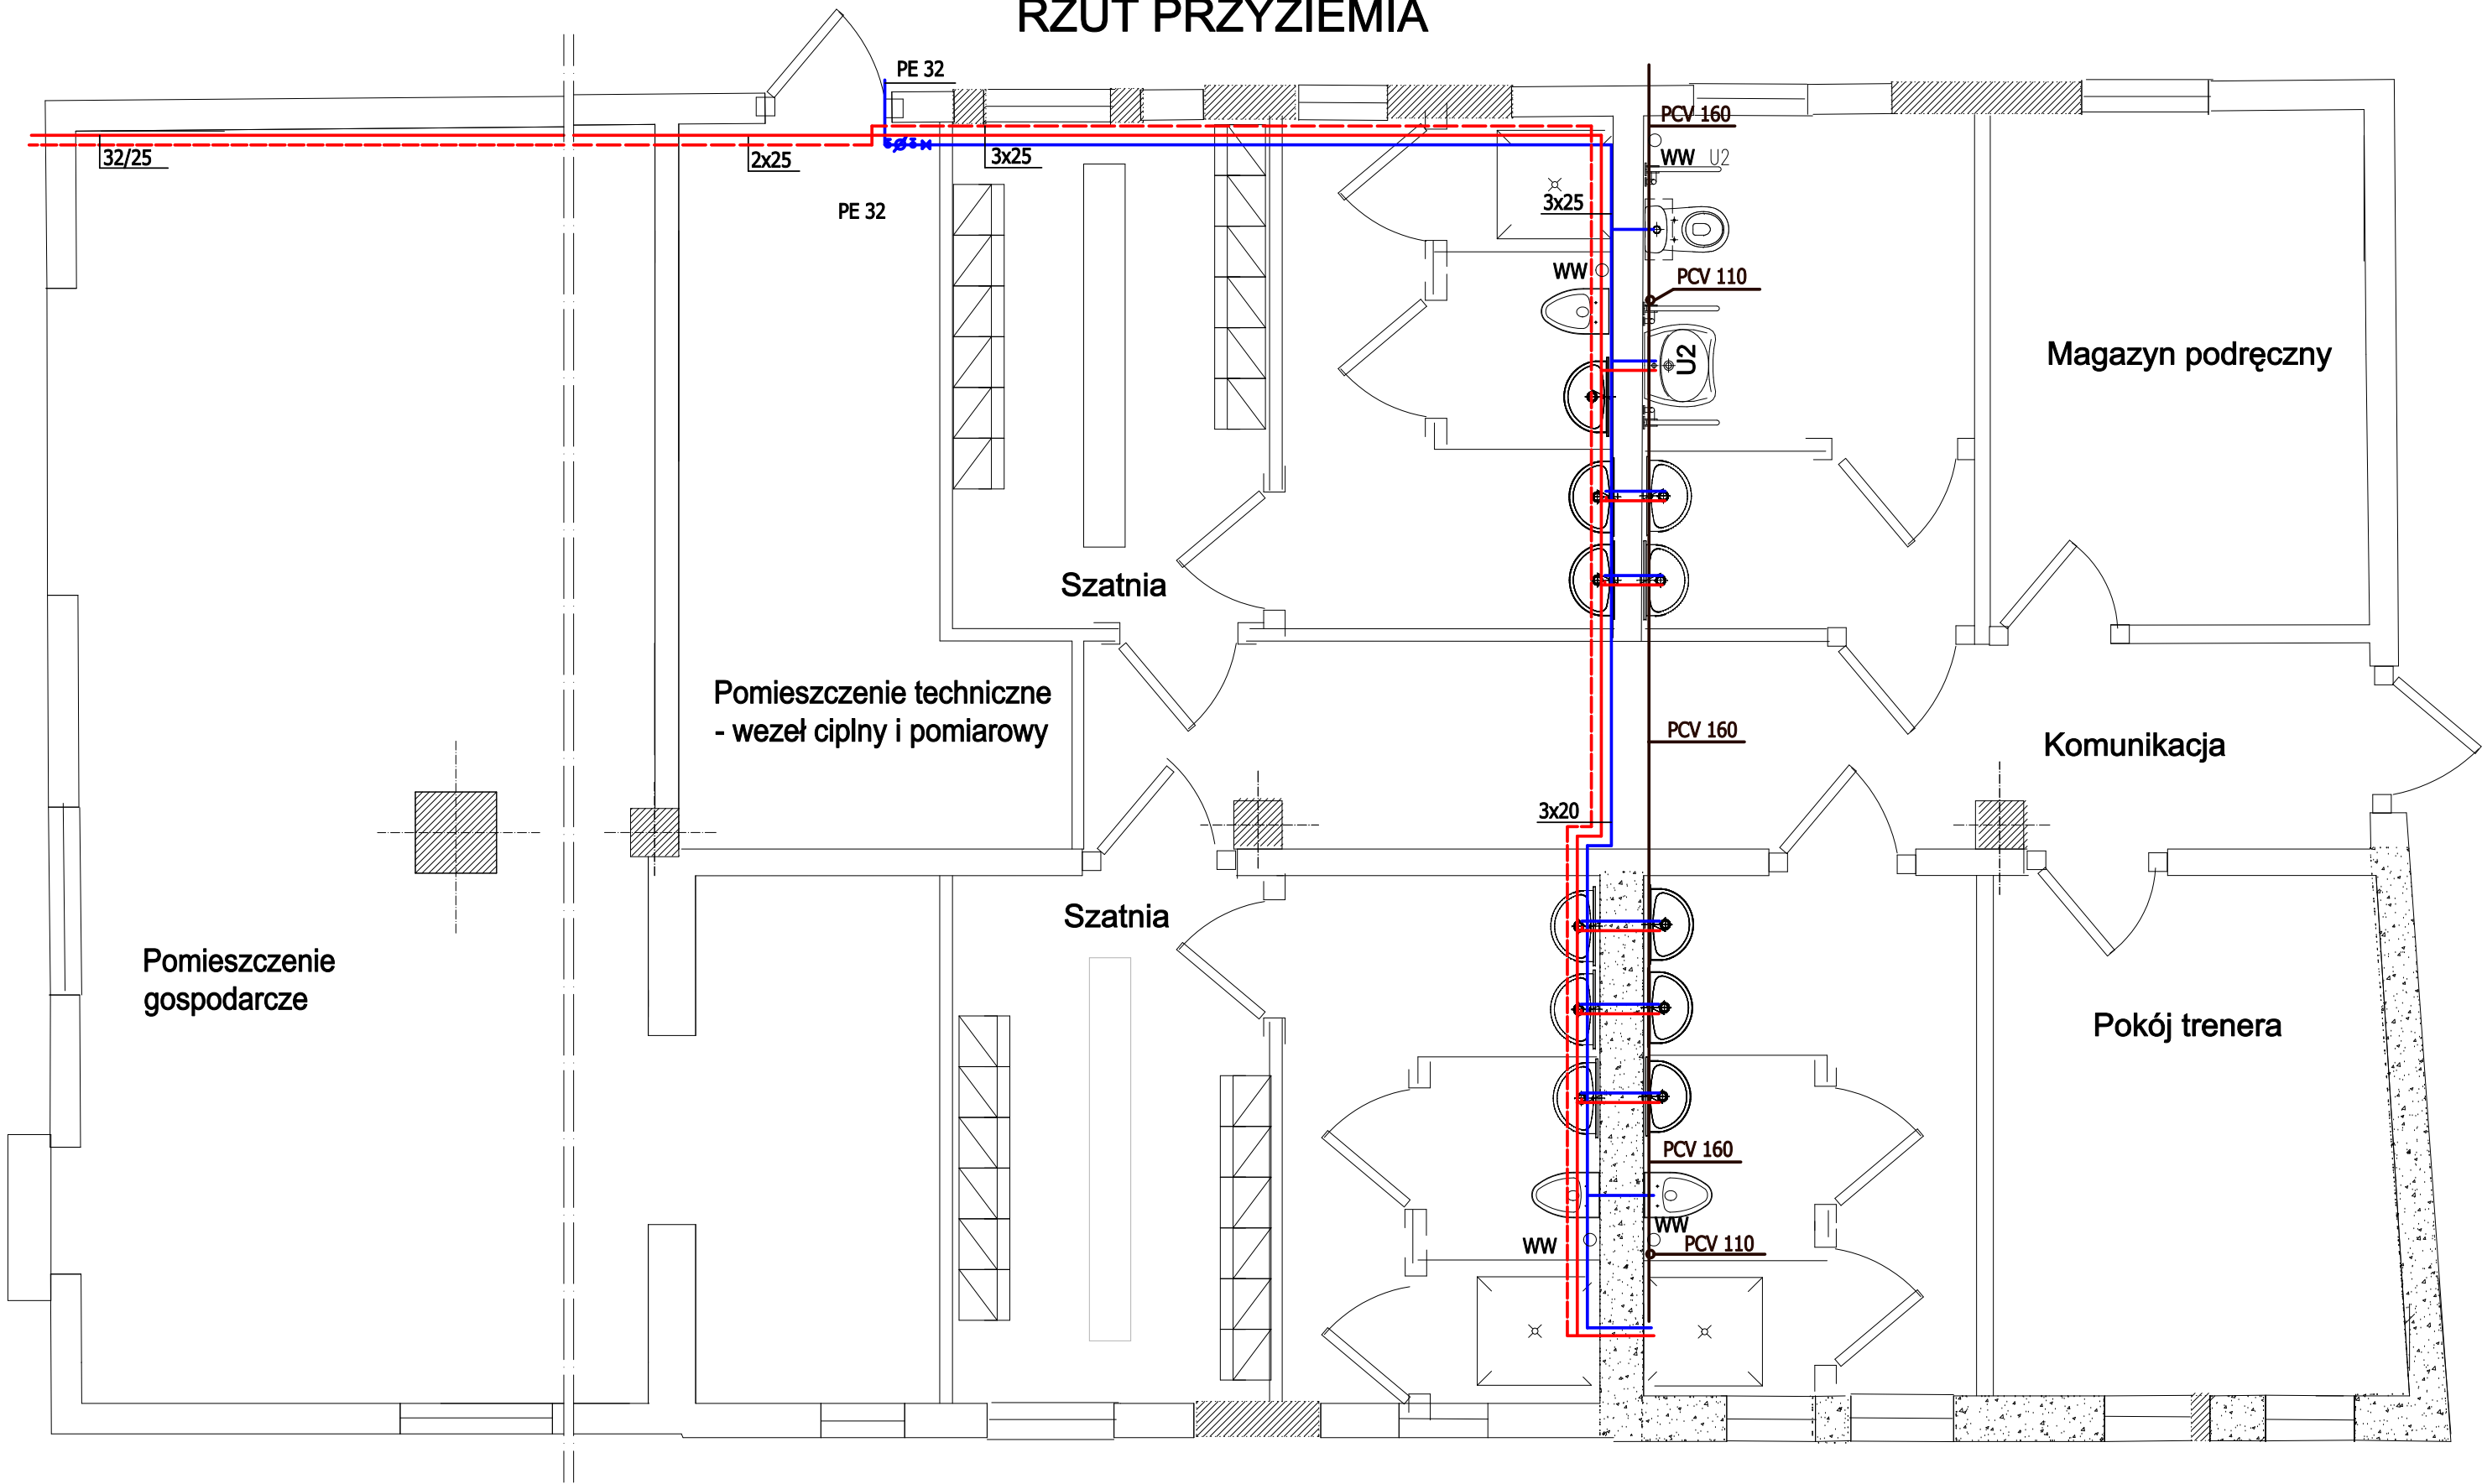 RZUT PRZYZIEMIA
PE 32
PCV 160
32/25
2x25
3x25
WW U2
PE 32
3x25
WW
PCV 110
U2
Magazyn podręczny
Szatnia
Pomieszczenie techniczne
- wezeł ciplny i pomiarowy
PCV 160
Komunikacja
3x20
Szatnia
Pomieszczenie
gospodarcze
Pokój trenera
PCV 160
WW
WW
PCV 110